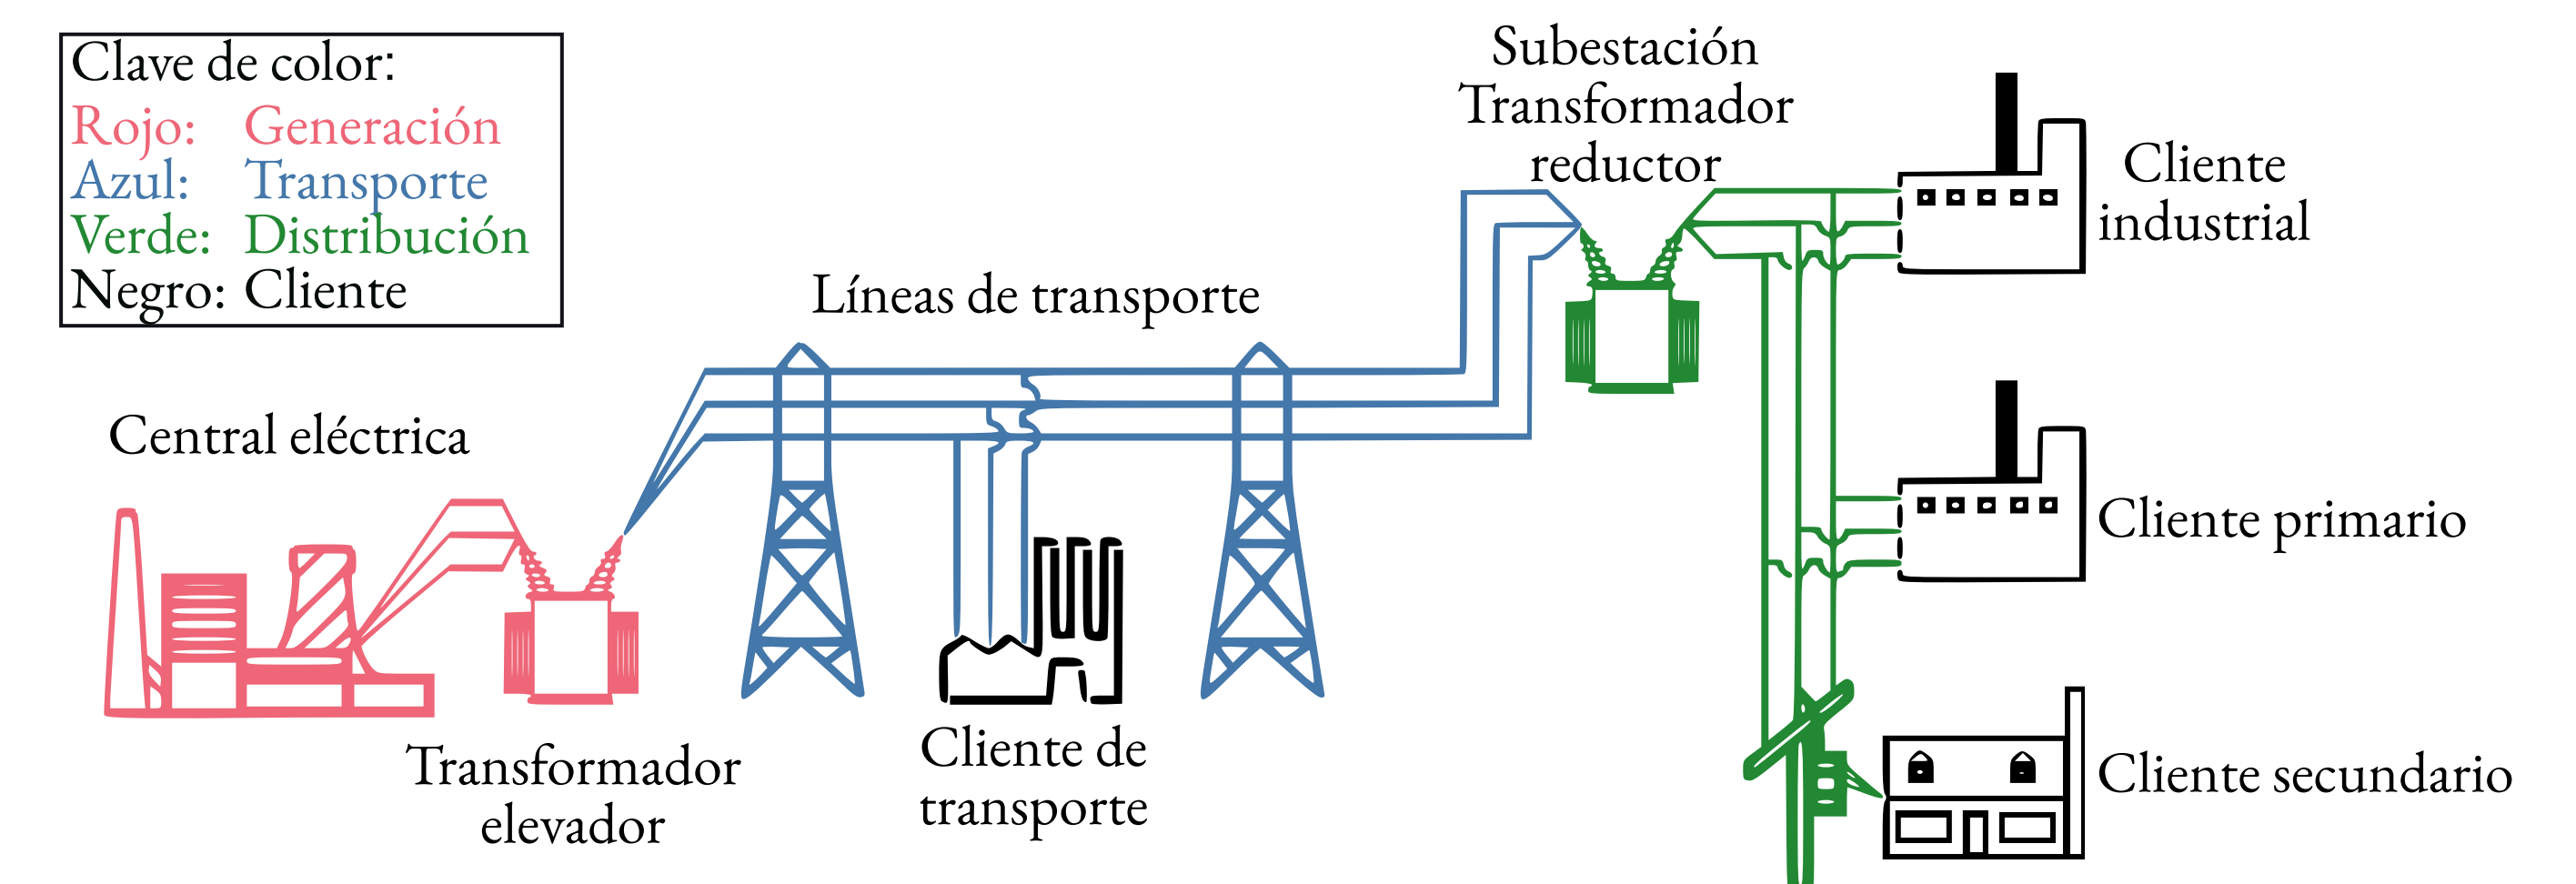 Clave de color:
Rojo: Generación
Azul: Transporte
Verde: Distribución
Negro: Cliente
Central eléctrica
Transformador
elevador
Líneas de transporte
Cliente de
transporte
Subestación
Transformador
reductor
Cliente
industrial
Cliente primario
Cliente secundario